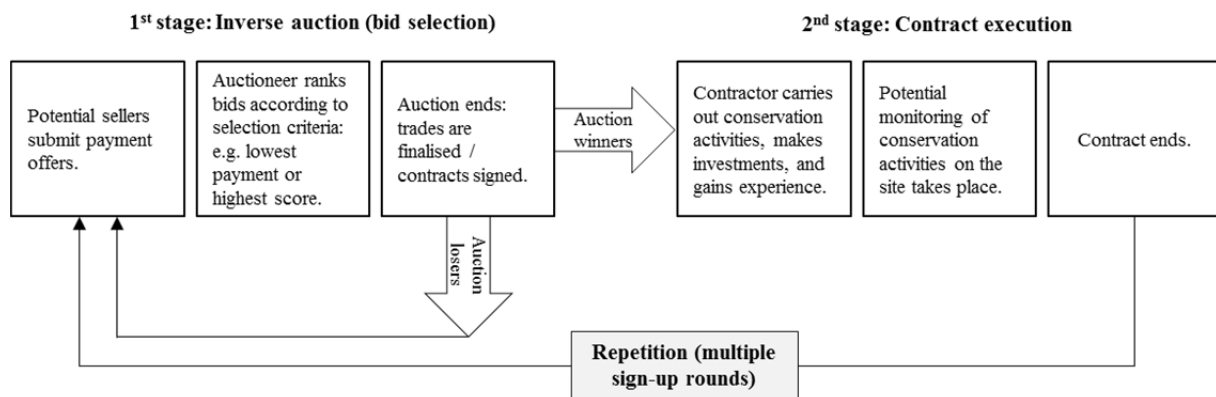 1st stage: Inverse auction (bid selection)
2nd stage: Contract execution
Potential sellers
submit payment
offers.
Auctioneer ranks
bids according to
selection criteria:
e.g. lowest
payment or
highest score.
Auction ends:
trades are
finalised /
contracts signed.
Auction
winners
Contractor carries
out conservation
activities, makes
investments, and
gains experience.
Potential
monitoring of
conservation
activities on the
site takes place.
Contract ends.
Auction
losers
Repetition (multiple
sign-up rounds)